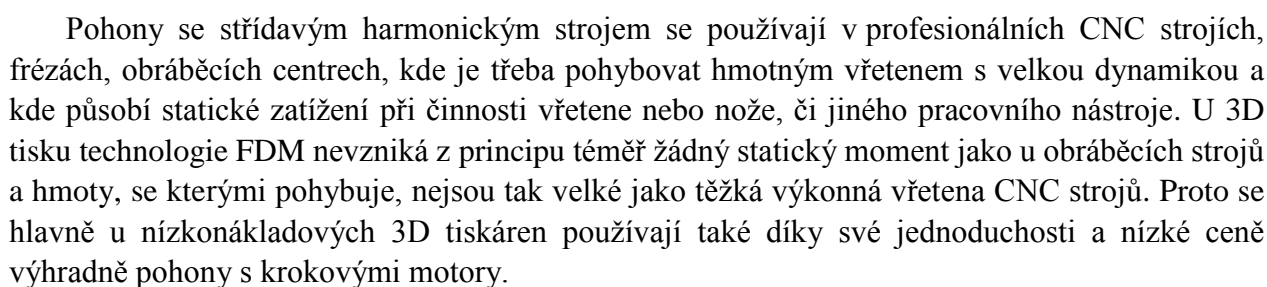 Pohony se střídavým harmonickým strojem se používají v profesionálních CNC strojích,
frézách, obráběcích centrech, kde je třeba pohybovat hmotným vřetenem s velkou dynamikou a
kde působí statické zatížení při činnosti vřetene nebo nože, či jiného pracovního nástroje. U 3D
tisku technologie FDM nevzniká z principu téměř žádný statický moment jako u obráběcích strojů
a hmoty, se kterými pohybuje, nejsou tak velké jako těžká výkonná vřetena CNC strojů. Proto se
hlavně u nízkonákladových 3D tiskáren používají také díky své jednoduchosti a nízké ceně
výhradně pohony s krokovými motory.